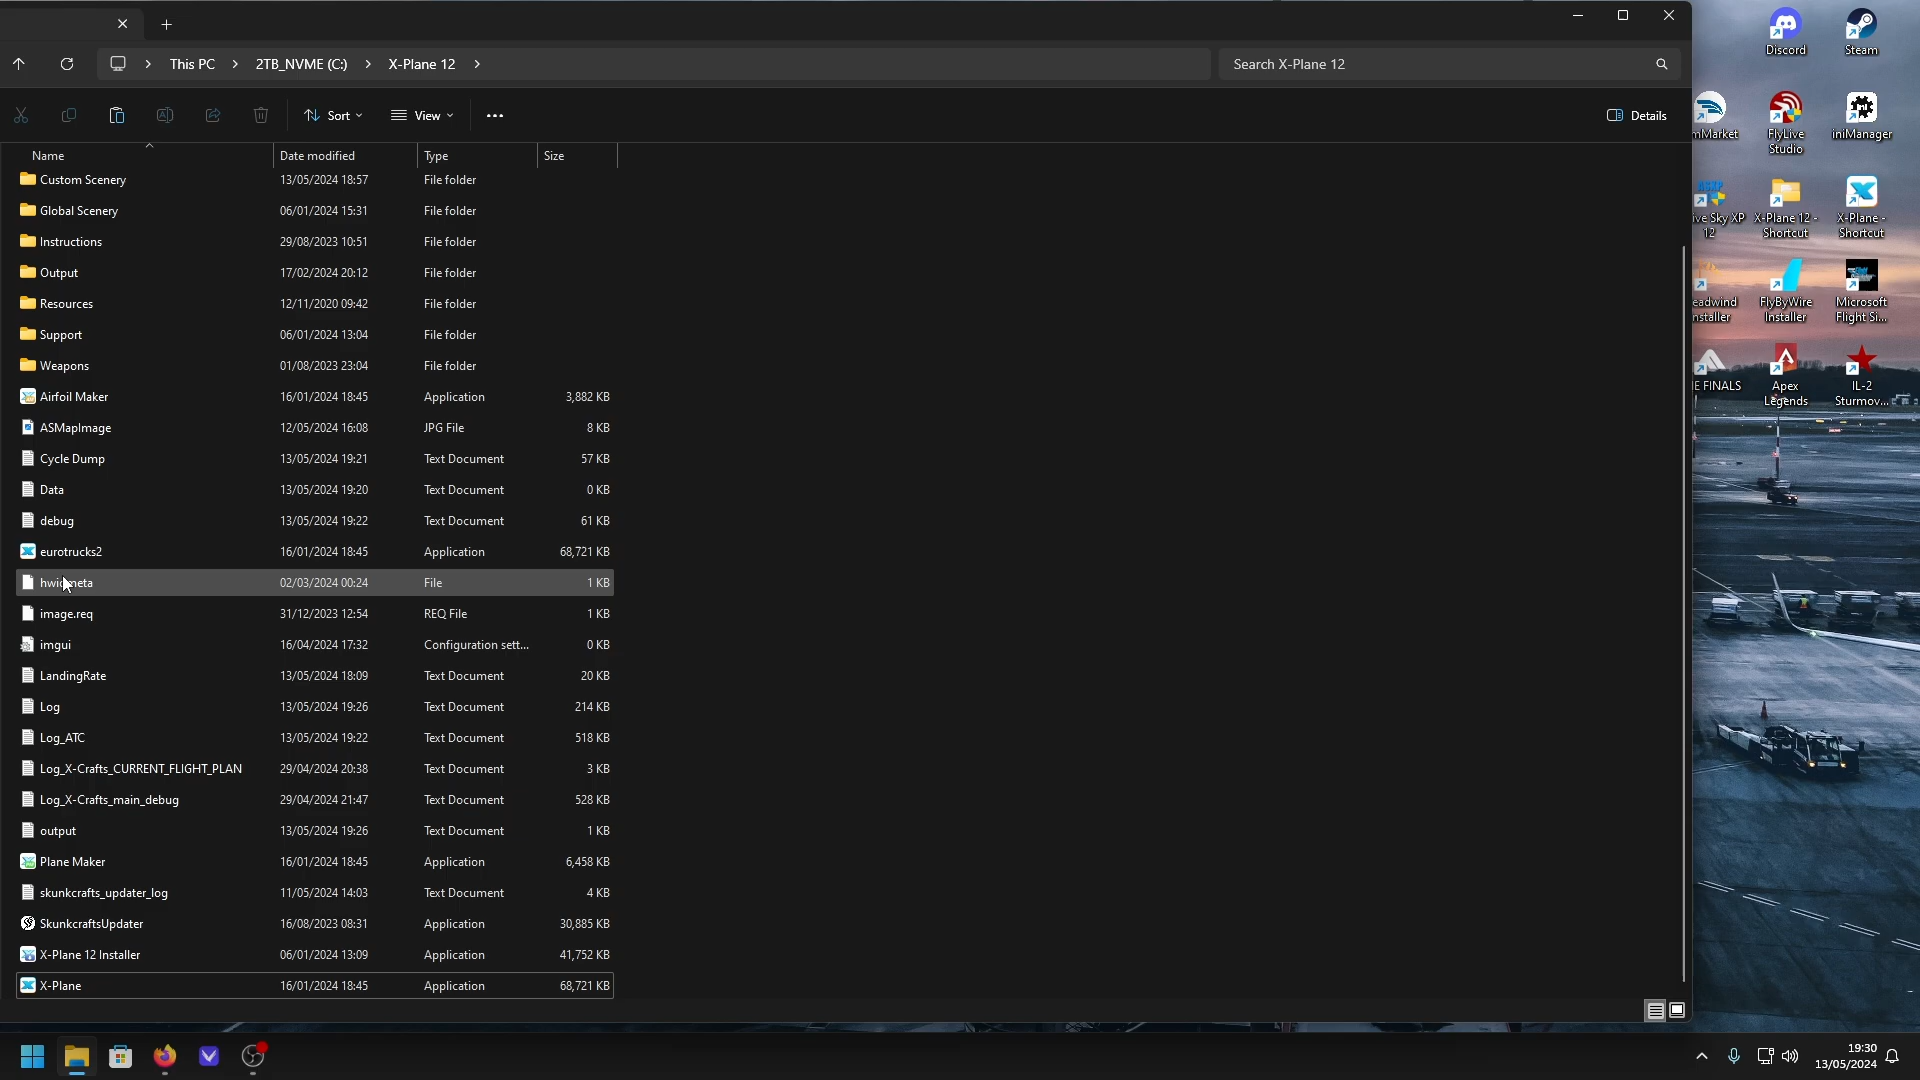 This PC
2TB_NVME (C:)
X-Plane 12
Search X-Plane 12
Sort
View
Details
Name
Date modified
Type
Size
Custom Scenery 13/05/2024 18:57 File folder
Global Scenery 06/01/2024 15:31 File folder
Instructions 29/08/2023 10:51 File folder
Output 17/02/2024 20:12 File folder
Resources 12/11/2020 09:42 File folder
Support 06/01/2024 13:04 File folder
Weapons 01/08/2023 23:04 File folder
Airfoil Maker 16/01/2024 18:45 Application 3,882 KB
ASMapImage 12/05/2024 16:08 JPG File 8 KB
Cycle Dump 13/05/2024 19:21 Text Document 57 KB
Data 13/05/2024 19:20 Text Document 0 KB
debug 13/05/2024 19:22 Text Document 61 KB
eurotrucks2 16/01/2024 18:45 Application 68,721 KB
02/03/2024 00:24 File 1 KB
image.req 31/12/2023 12:54 REQ File 1 KB
imgui 16/04/2024 17:32 Configuration sett... 0 KB
LandingRate 13/05/2024 18:09 Text Document 20 KB
Log 13/05/2024 19:26 Text Document 214 KB
Log_ATC 13/05/2024 19:22 Text Document 518 KB
Log_X-Crafts_CURRENT_FLIGHT_PLAN 29/04/2024 20:38 Text Document 3 KB
Log_X-Crafts_main_debug 29/04/2024 21:47 Text Document 528 KB
output 13/05/2024 19:26 Text Document 1 KB
Plane Maker 16/01/2024 18:45 Application 6,458 KB
skunkcrafts_updater_log 11/05/2024 14:03 Text Document 4 KB
SkunkcraftsUpdater 16/08/2023 08:31 Application 30,885 KB
X-Plane 12 Installer 06/01/2024 13:09 Application 41,752 KB
X-Plane 16/01/2024 18:45 Application 68,721 KB
Discord
Steam
mMarket
FlyLive
Studio
iniManager
ive Sky XP
12
X-Plane 12 -
Shortcut
X-Plane -
Shortcut
eadwind
nstaller
FlyByWire
Installer
Microsoft
Flight Si...
E FINALS
Apex
Legends
IL-2
Sturmov...
19:30
13/05/2024